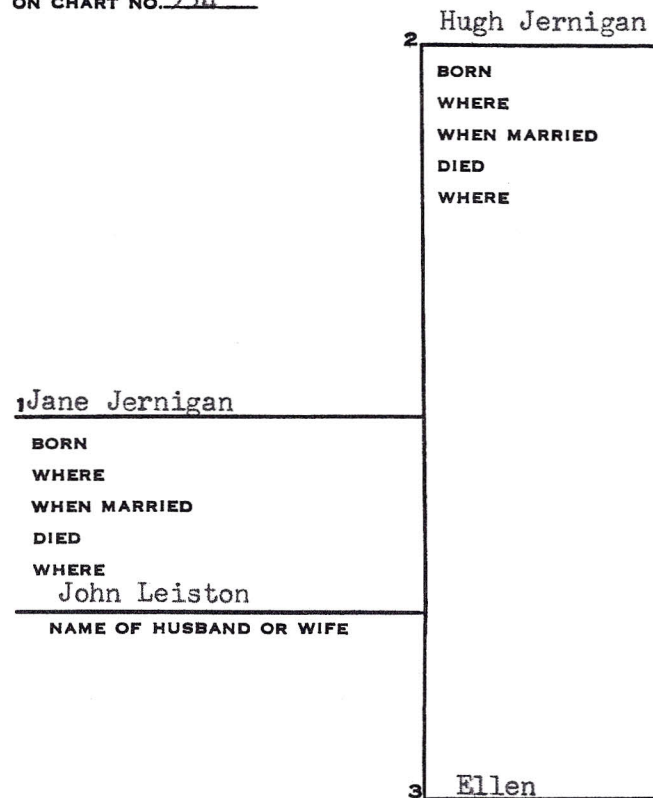 ON CHART NO.
2 Hugh Jernigan
BORN
WHERE
WHEN MARRIED
DIED
WHERE
1 Jane Jernigan
BORN
WHERE
WHEN MARRIED
DIED
WHERE
John Leiston
NAME OF HUSBAND OR WIFE
3 Ellen